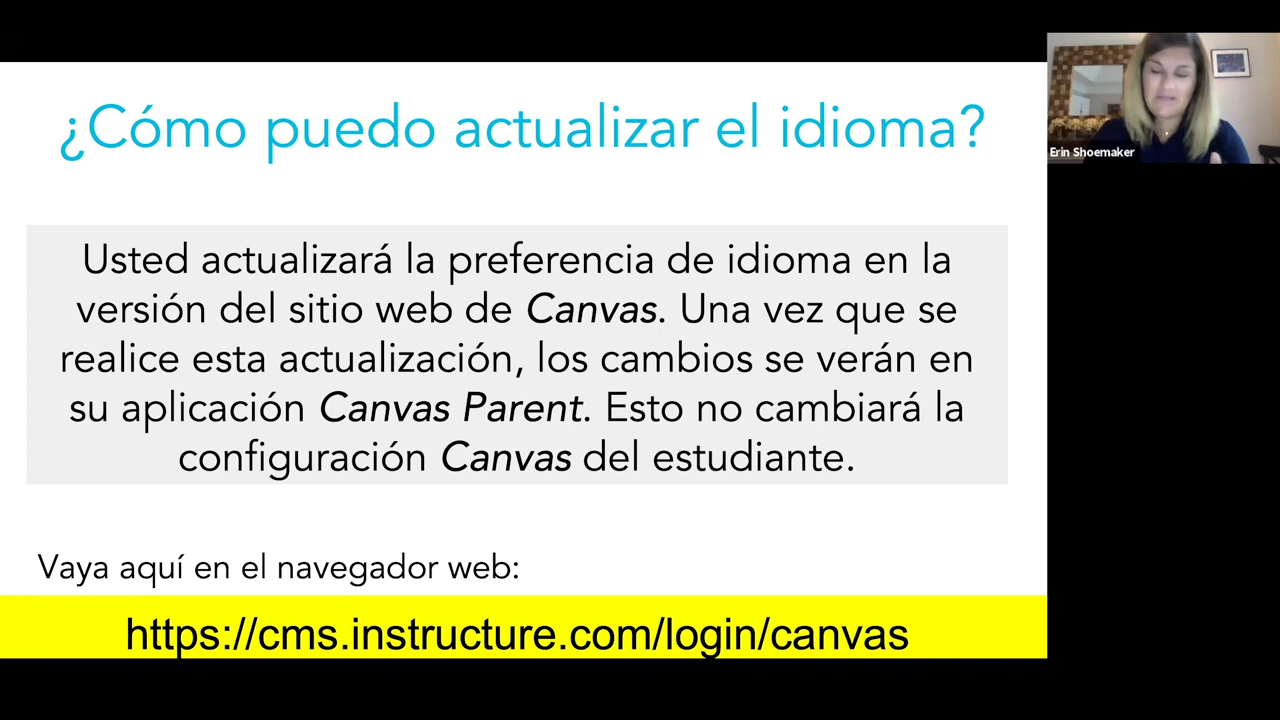 ¿Cómo puedo actualizar el idioma?
Usted actualizará la preferencia de idioma en la
versión del sitio web de Canvas. Una vez que se
realice esta actualización, los cambios se verán en
su aplicación Canvas Parent. Esto no cambiará la
configuración Canvas del estudiante.
Vaya aquí en el navegador web:
https://cms.instructure.com/login/canvas
Erin Shoemaker